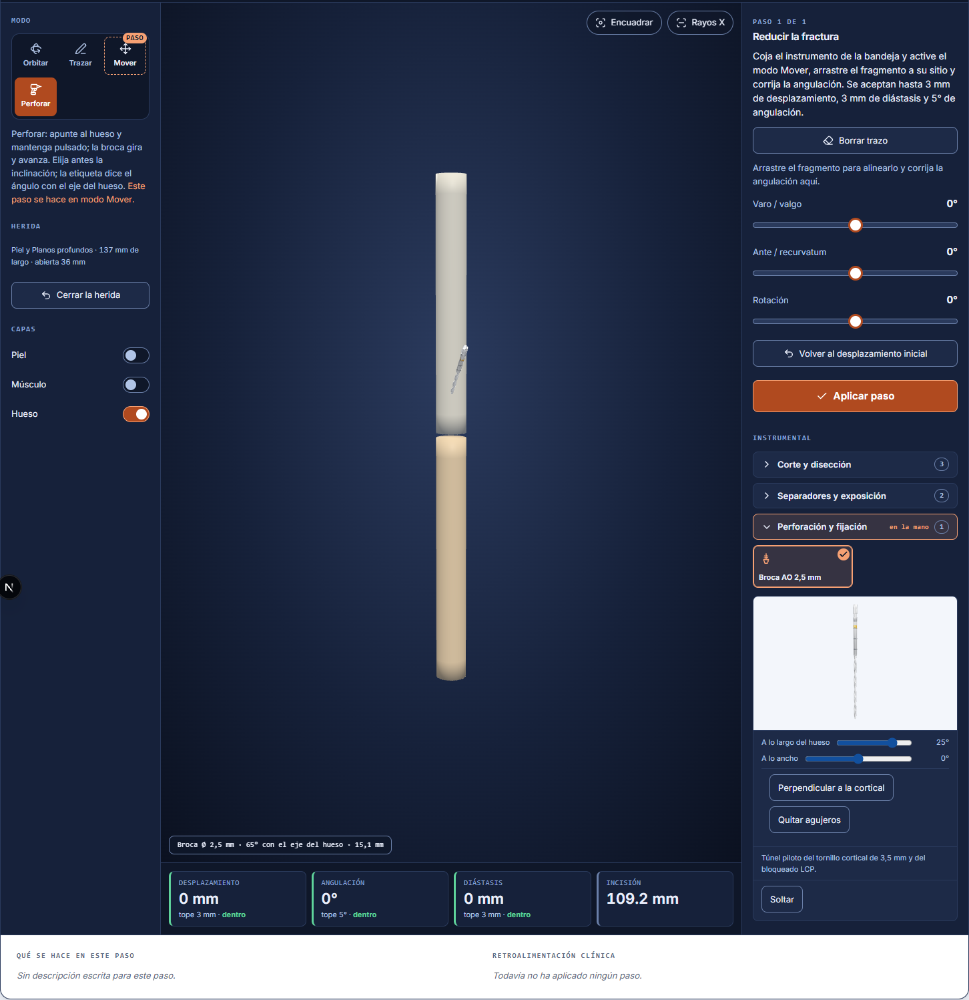 MODO
PASO
Orbitar
Trazar
Mover
Perforar
Perforar: apunte al hueso y
mantenga pulsado; la broca gira
y avanza. Elija antes la
inclinación; la etiqueta dice el
ángulo con el eje del hueso. Este
paso se hace en modo Mover.
HERIDA
Piel y Planos profundos · 137 mm de
largo · abierta 36 mm
Cerrar la herida
CAPAS
Piel
Músculo
Hueso
N
Encuadrar
Rayos X
Broca Ø 2,5 mm · 65° con el eje del hueso · 15,1 mm
DESPLAZAMIENTO
0 mm
tope 3 mm · dentro
ANGULACIÓN
0°
tope 5° · dentro
DIÁSTASIS
0 mm
tope 3 mm · dentro
INCISIÓN
109.2 mm
PASO 1 DE 1
Reducir la fractura
Coja el instrumento de la bandeja y active el
modo Mover, arrastre el fragmento a su sitio y
corrija la angulación. Se aceptan hasta 3 mm
de desplazamiento, 3 mm de diástasis y 5° de
angulación.
Borrar trazo
Arrastre el fragmento para alinearlo y corrija la
angulación aquí.
Varo / valgo 0°
Ante / recurvatum 0°
Rotación 0°
Volver al desplazamiento inicial
Aplicar paso
INSTRUMENTAL
Corte y disección 3
Separadores y exposición 2
Perforación y fijación en la mano 1
Broca AO 2,5 mm
A lo largo del hueso 25°
A lo ancho 0°
Perpendicular a la cortical
Quitar agujeros
Túnel piloto del tornillo cortical de 3,5 mm y del
bloqueado LCP.
Soltar
QUÉ SE HACE EN ESTE PASO
Sin descripción escrita para este paso.
RETROALIMENTACIÓN CLÍNICA
Todavía no ha aplicado ningún paso.